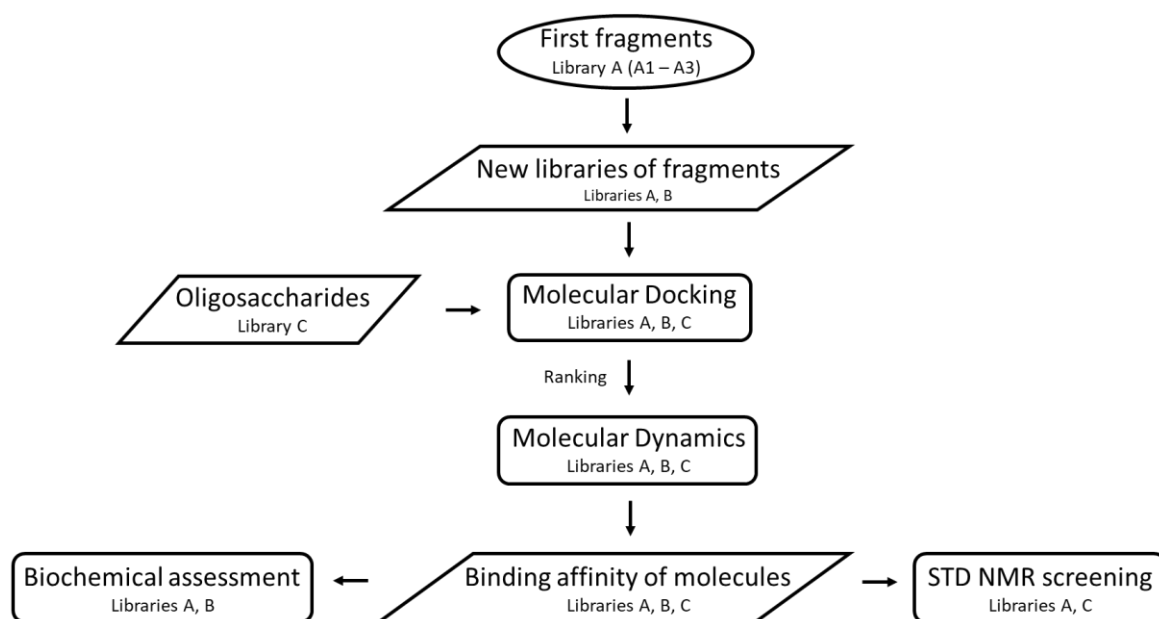 First fragments
Library A (A1 – A3)
New libraries of fragments
Libraries A, B
Oligosaccharides
Library C
Molecular Docking
Libraries A, B, C
Ranking
Molecular Dynamics
Libraries A, B, C
Biochemical assessment
Libraries A, B
Binding affinity of molecules
Libraries A, B, C
STD NMR screening
Libraries A, C